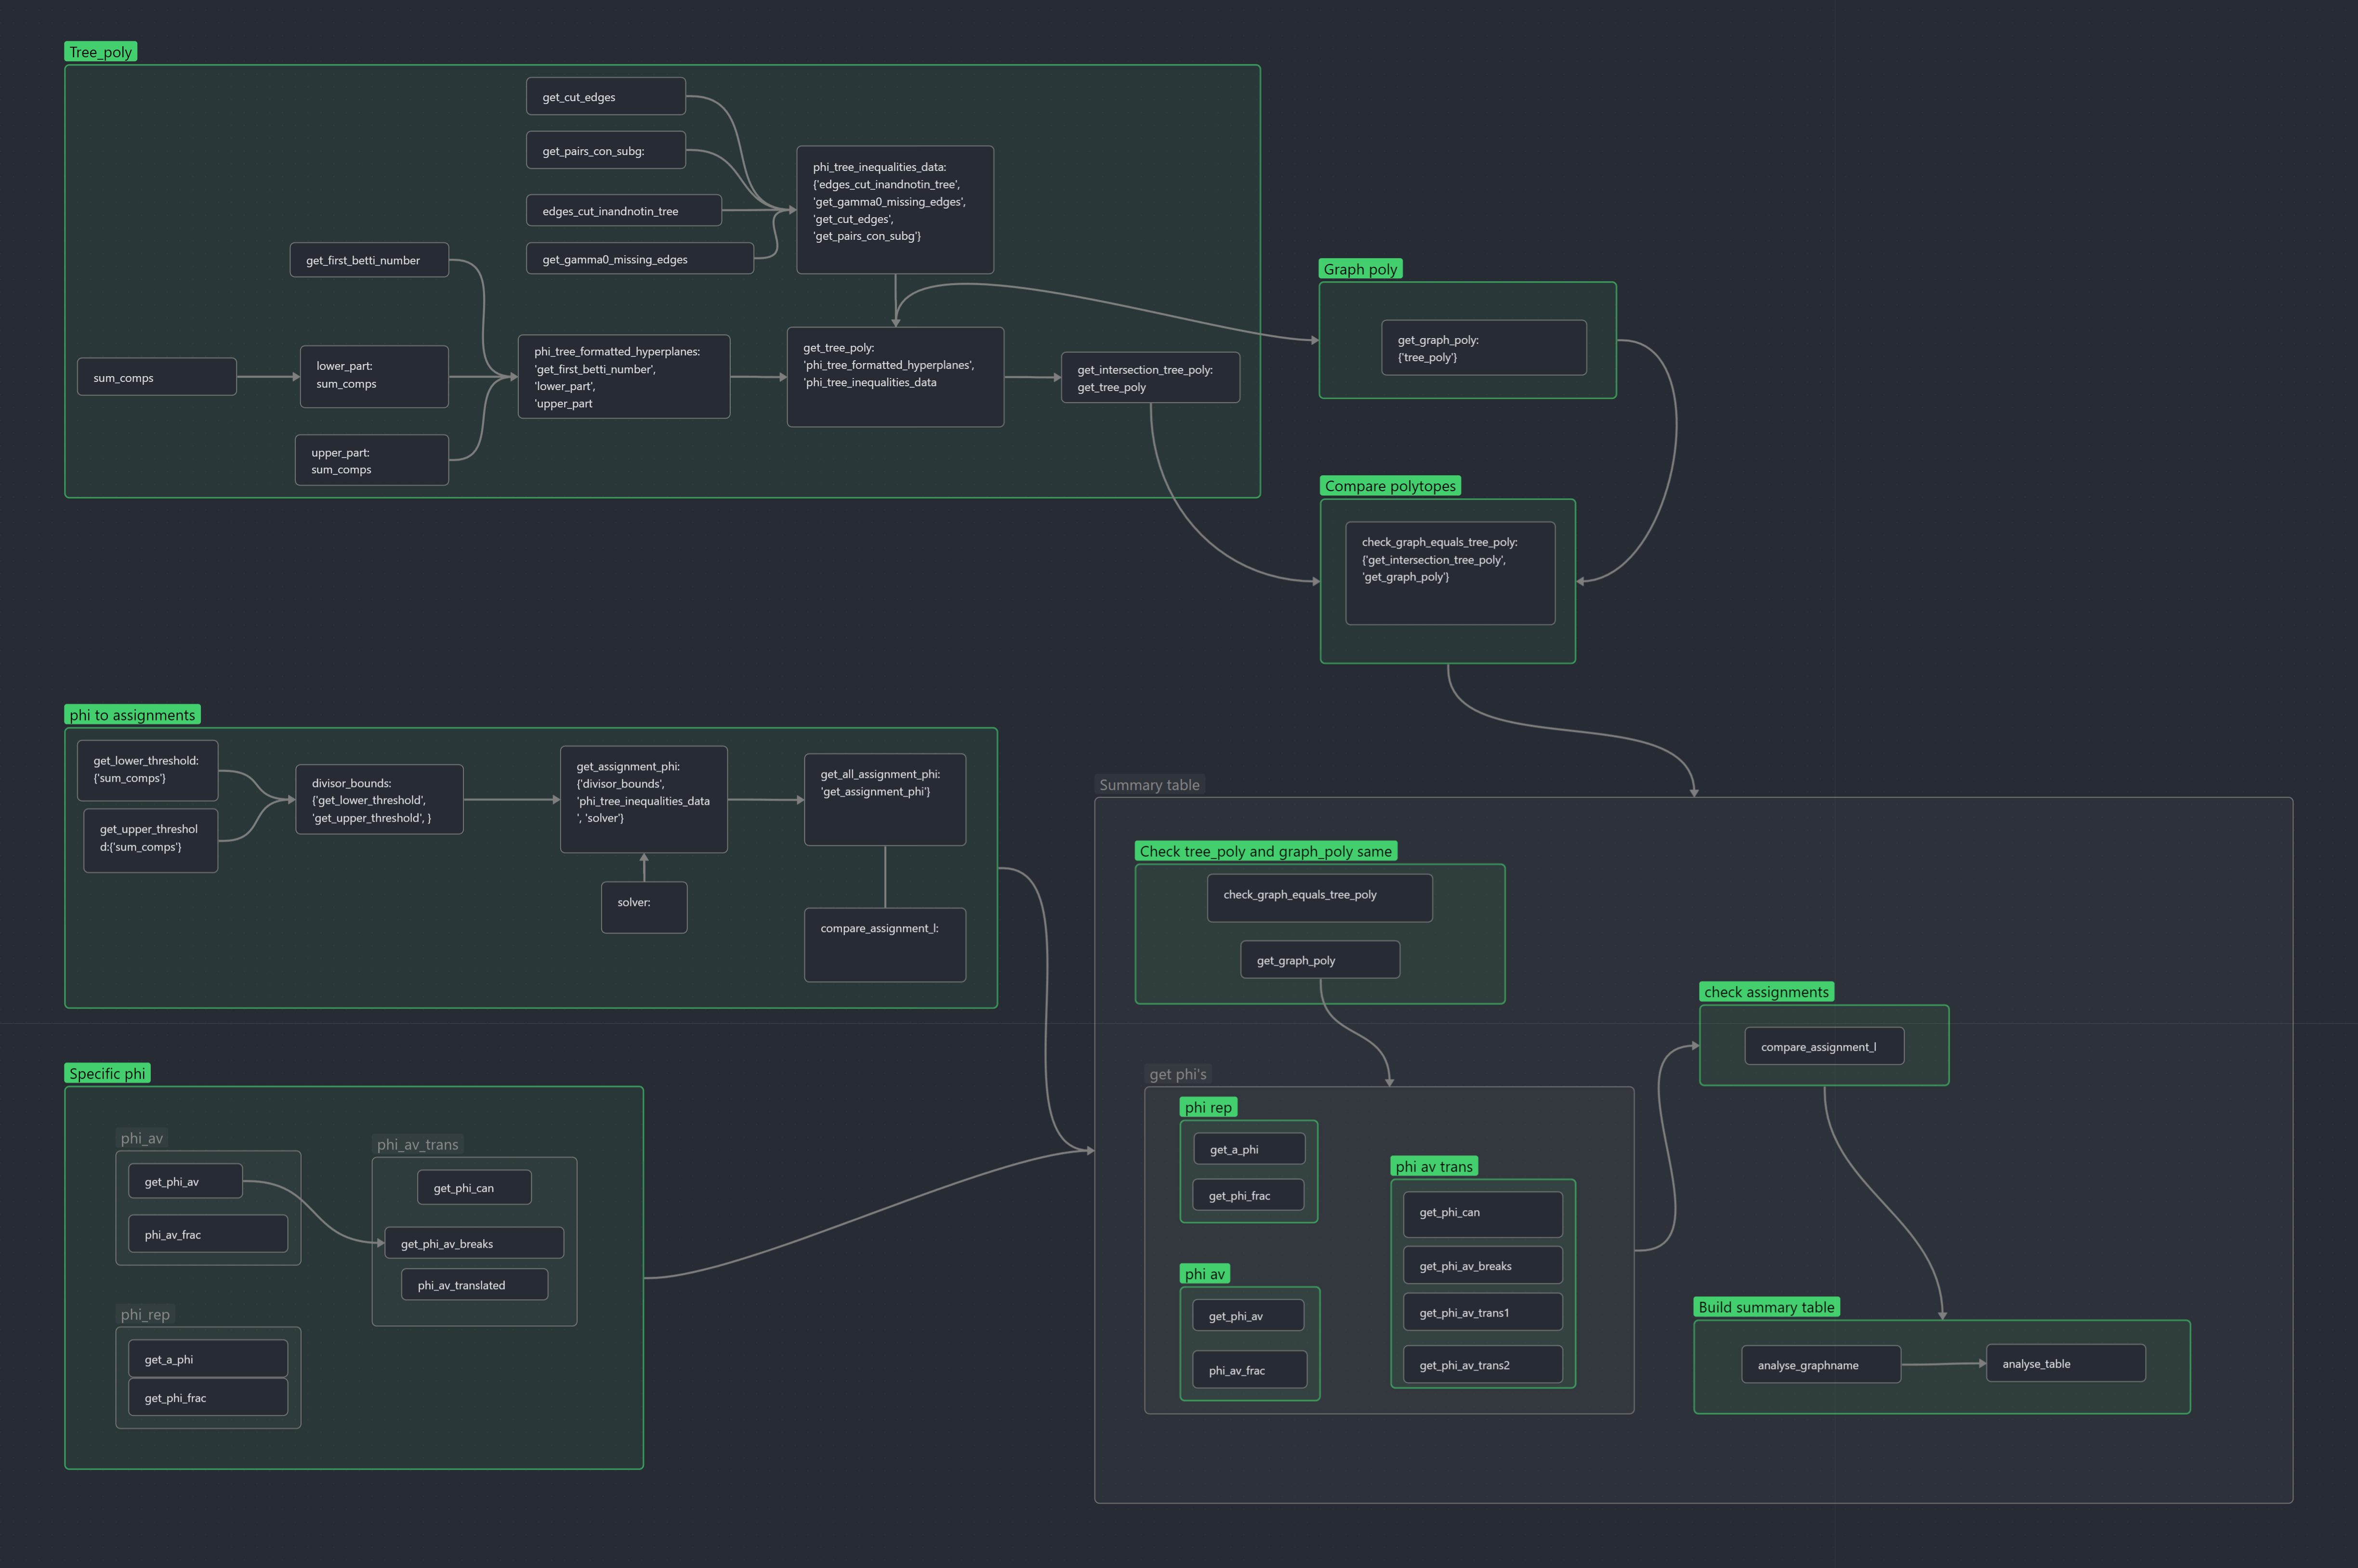 Tree_poly
get_cut_edges
get_pairs_con_subg:
edges_cut_inandnotin_tree
get_gamma0_missing_edges
phi_tree_inequalities_data:
{'edges_cut_inandnotin_tree',
'get_gamma0_missing_edges',
'get_cut_edges',
'get_pairs_con_subg'}
get_first_betti_number
sum_comps
lower_part:
sum_comps
upper_part:
sum_comps
phi_tree_formatted_hyperplanes:
'get_first_betti_number',
'lower_part',
'upper_part
get_tree_poly:
'phi_tree_formatted_hyperplanes',
'phi_tree_inequalities_data
get_intersection_tree_poly:
get_tree_poly
Graph poly
get_graph_poly:
{'tree_poly'}
Compare polytopes
check_graph_equals_tree_poly:
{'get_intersection_tree_poly',
'get_graph_poly'}
phi to assignments
get_lower_threshold:
{'sum_comps'}
get_upper_threshol
d:{'sum_comps'}
divisor_bounds:
{'get_lower_threshold',
'get_upper_threshold', }
get_assignment_phi:
{'divisor_bounds',
'phi_tree_inequalities_data
', 'solver'}
solver:
get_all_assignment_phi:
'get_assignment_phi'}
compare_assignment_l:
Specific phi
phi_av
get_phi_av
phi_av_frac
phi_av_trans
get_phi_can
get_phi_av_breaks
phi_av_translated
phi_rep
get_a_phi
get_phi_frac
Summary table
Check tree_poly and graph_poly same
check_graph_equals_tree_poly
get_graph_poly
get phi's
phi rep
get_a_phi
get_phi_frac
phi av
get_phi_av
phi_av_frac
phi av trans
get_phi_can
get_phi_av_breaks
get_phi_av_trans1
get_phi_av_trans2
check assignments
compare_assignment_l
Build summary table
analyse_graphname
analyse_table